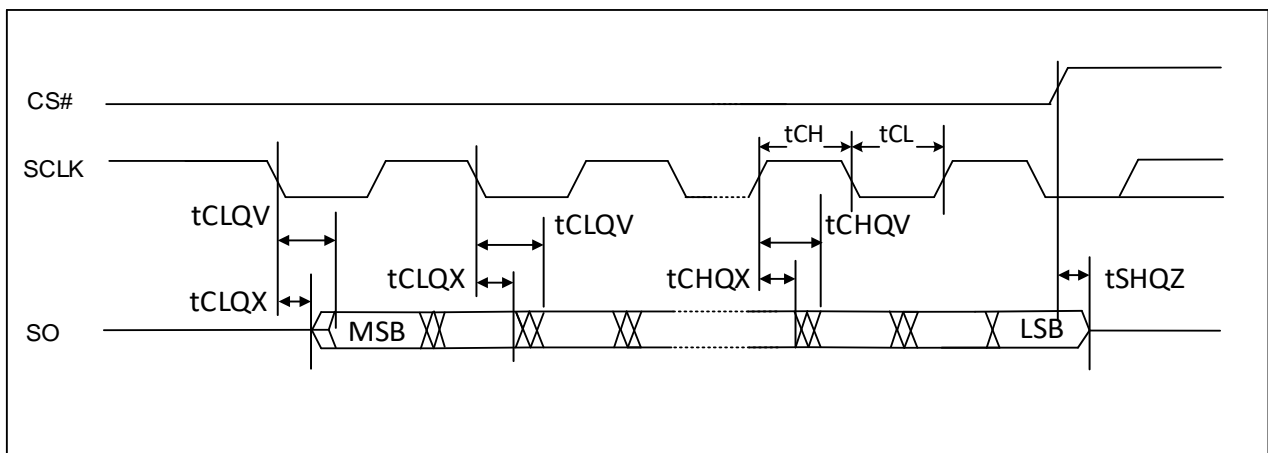 CS#
tCH
tCL
SCLK
tCLQV
tCLQV
tCHQV
tCLQX
tCLQX
tCHQX
tSHQZ
SO
MSB
LSB